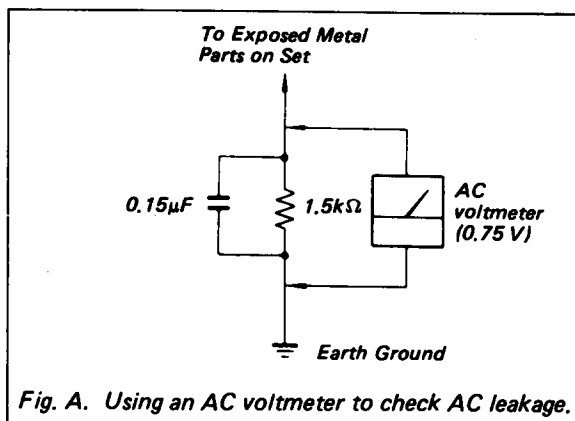 To Exposed Metal
Parts on Set
0.15µF
1.5kΩ
AC
voltmeter
(0.75 V)
Earth Ground
Fig. A. Using an AC voltmeter to check AC leakage.